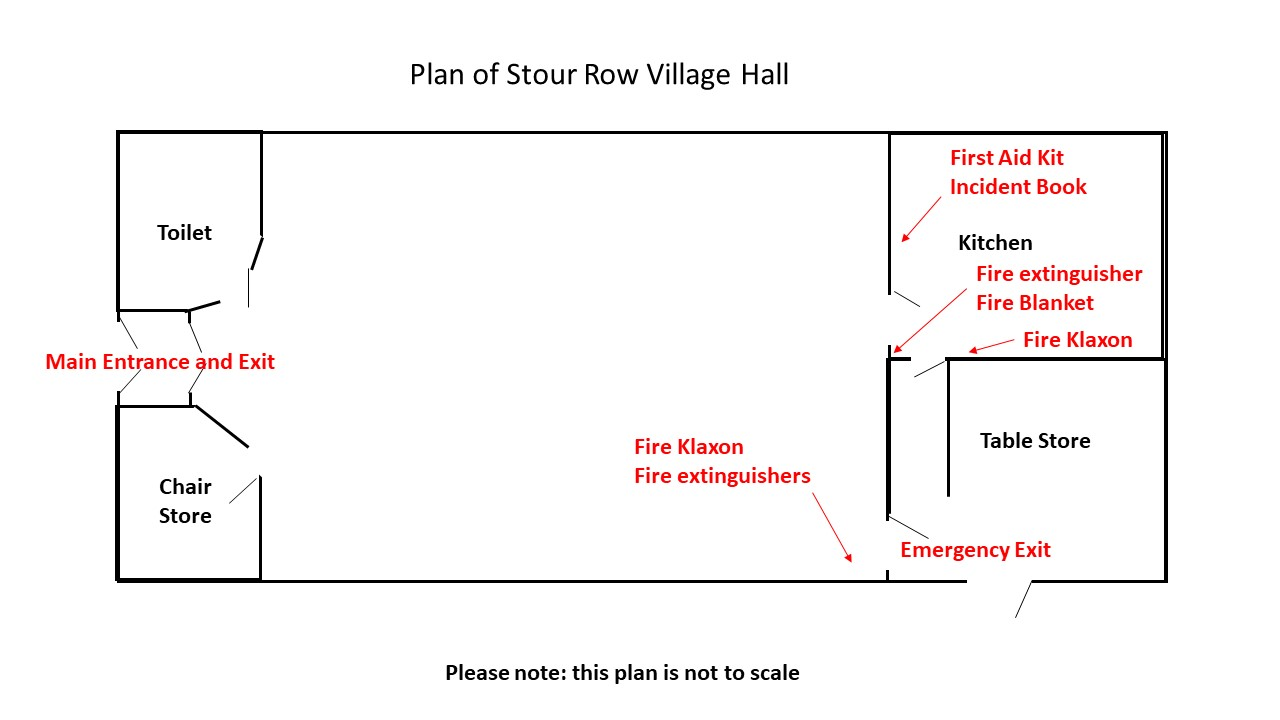 Plan of Stour Row Village Hall
First Aid Kit
Incident Book
Toilet
Kitchen
Fire extinguisher
Fire Blanket
Fire Klaxon
Main Entrance and Exit
Table Store
Fire Klaxon
Fire extinguishers
Chair
Store
Emergency Exit
Please note: this plan is not to scale